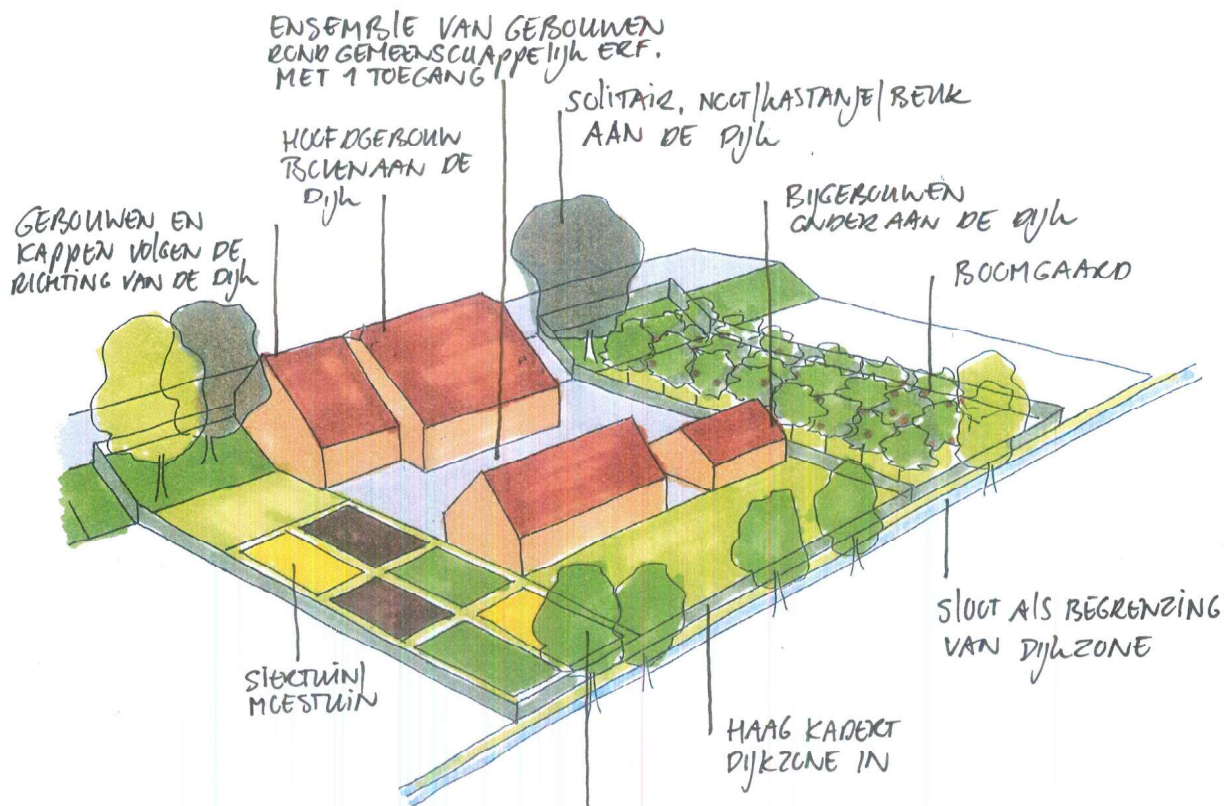 ENSEMBLE VAN GEBOUWEN
ROND GEMEENSCHAPPELIJK ERF.
MET 1 TOEGANG
SOLITAIR, NOOT/KASTANJE/BEUK
AAN DE DIJK
HOOFDGEBOUW
BOVENAAN DE
DIJK
BIJGEBOUWEN
ONDER AAN DE DIJK
GEBOUWEN EN
KAPPEN VOLGEN DE
RICHTING VAN DE DIJK
BOOMGAARD
SLOOT ALS BEGRENZING
VAN DIJKZONE
SIERTUIN/
MOESTUIN
HAAG KADERT
DIJKZONE IN